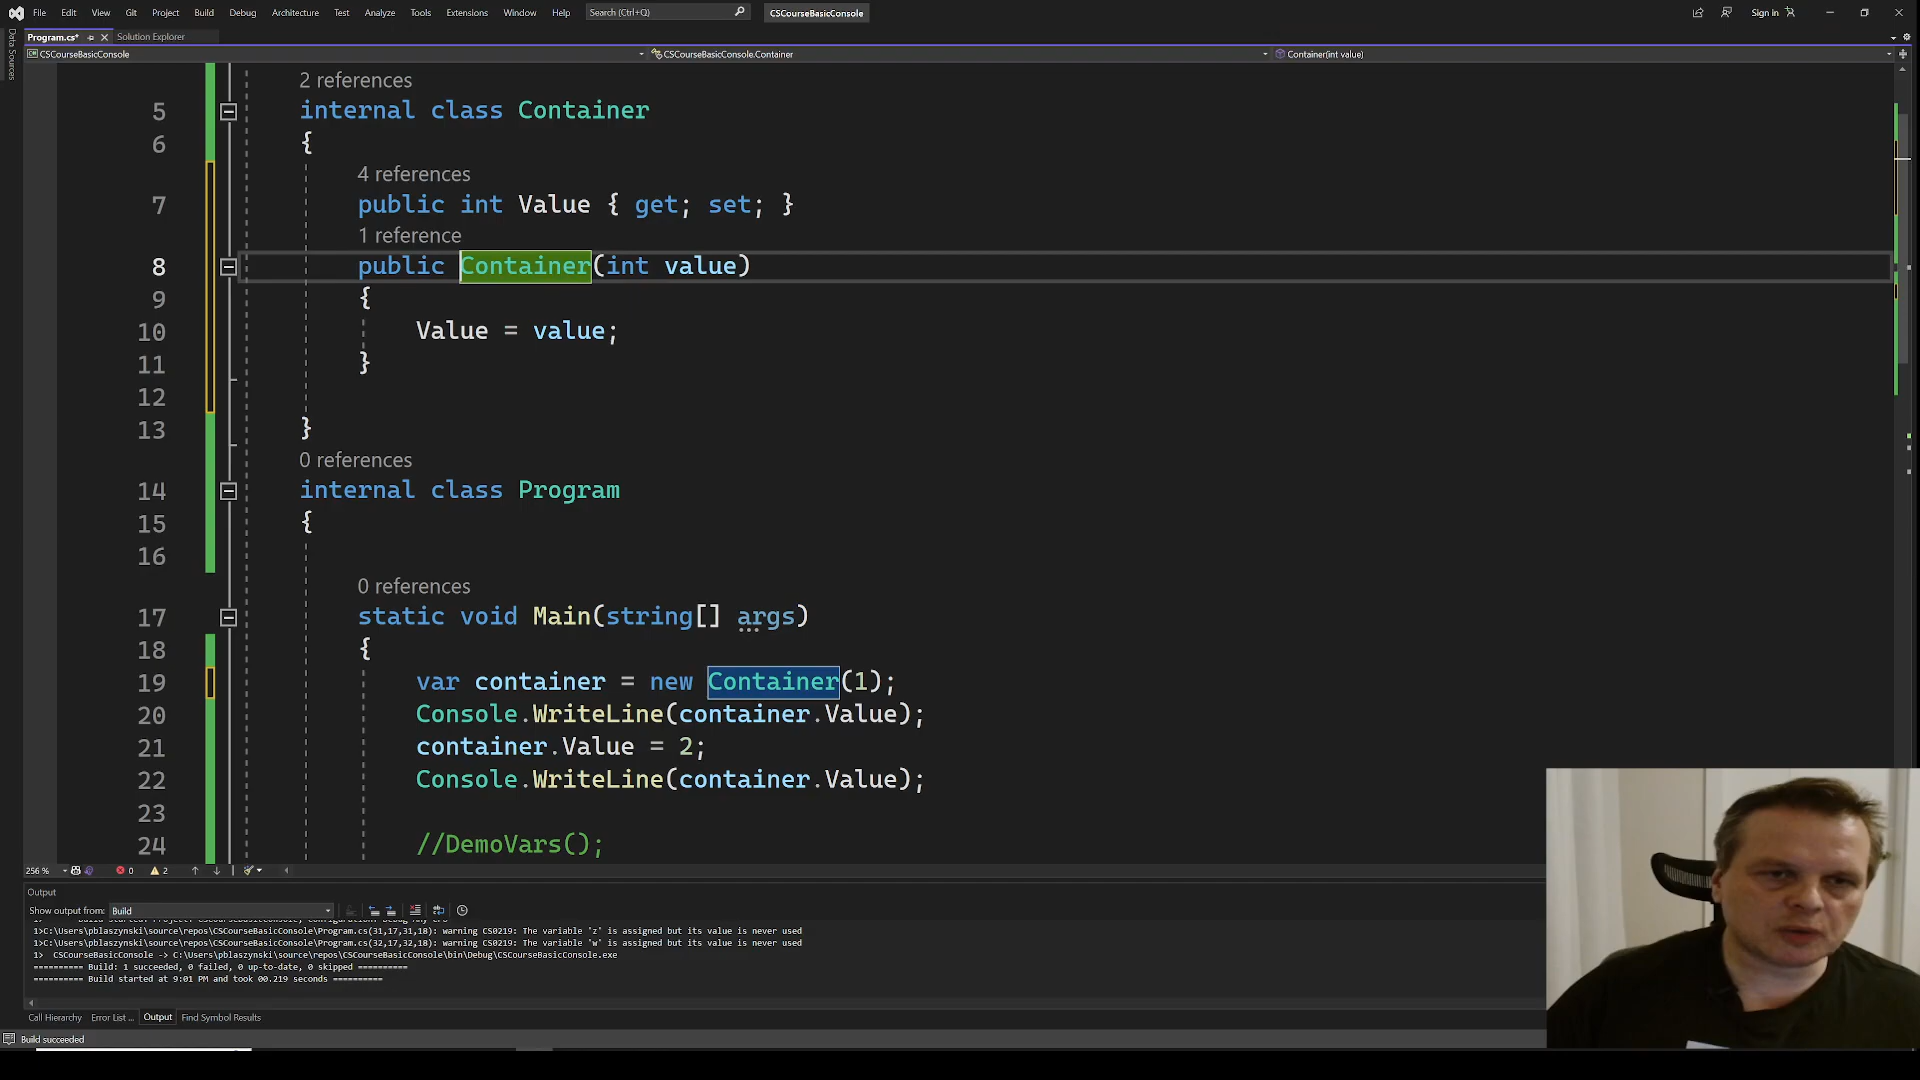 File Edit View Git Project Build Debug Architecture Test Analyze Tools Extensions Window Help Search (Ctrl+Q) CSCourseBasicConsole Sign in
Program.cs* Solution Explorer
Data Sources
CSCourseBasicConsole CSCourseBasicConsole.Container Container(int value)
2 references
5 internal class Container
6 {
4 references
7 public int Value { get; set; }
1 reference
8 public Container(int value)
9 {
10 Value = value;
11 }
12
13 }
0 references
14 internal class Program
15 {
16
0 references
17 static void Main(string[] args)
18 {
19 var container = new Container(1);
20 Console.WriteLine(container.Value);
21 container.Value = 2;
22 Console.WriteLine(container.Value);
23
24 //DemoVars();
256 % 0 2
Output
Show output from: Build
1>C:\Users\pblaszynski\source\repos\CSCourseBasicConsole\Program.cs(31,17,31,18): warning CS0219: The variable 'z' is assigned but its value is never used
1>C:\Users\pblaszynski\source\repos\CSCourseBasicConsole\Program.cs(32,17,32,18): warning CS0219: The variable 'w' is assigned but its value is never used
1> CSCourseBasicConsole -> C:\Users\pblaszynski\source\repos\CSCourseBasicConsole\bin\Debug\CSCourseBasicConsole.exe
========== Build: 1 succeeded, 0 failed, 0 up-to-date, 0 skipped ==========
========== Build started at 9:01 PM and took 00.219 seconds ==========
Call Hierarchy Error List ... Output Find Symbol Results
Build succeeded